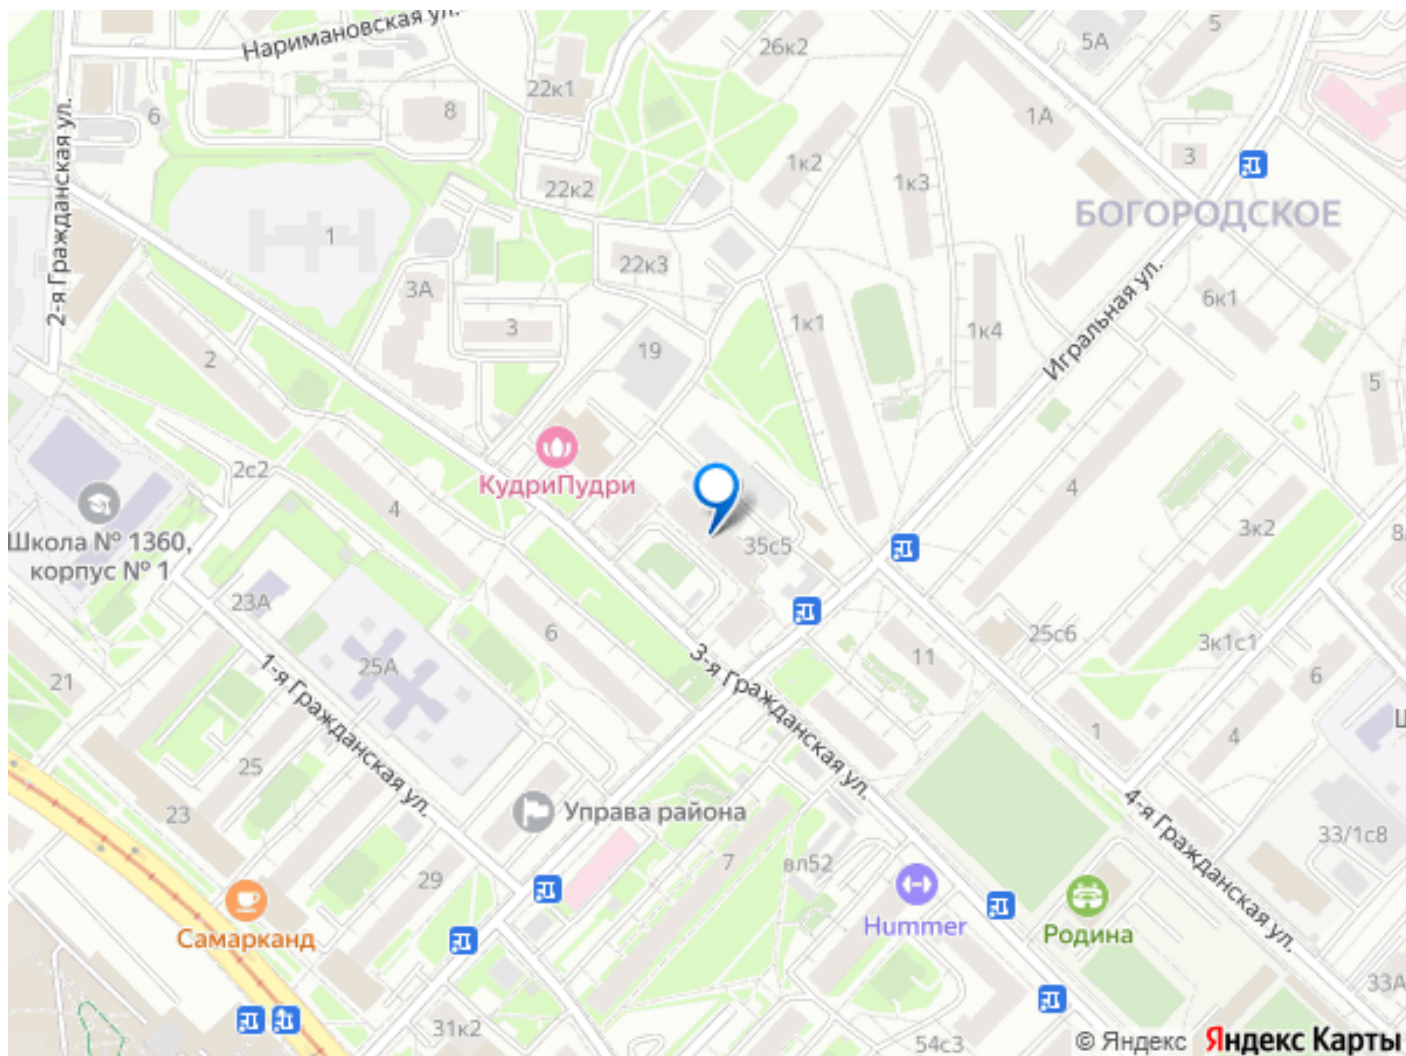 Наримановская ул.
5
26к2
5А
22к1
2-я Гражданская ул.
6
8
1А
1к2
3
22к2
1к3
БОГОРОДСКОЕ
1
22к3
3А
6к1
1к1
1к4
Игральная ул.
3
2
19
5
2с2
КудриПудри
4
4
Школа № 1360,
корпус № 1
35с5
3к2
8/
23А
6
25с6
3к1с1
11
25А
3-я Гражданская ул.
21
1-я Гражданская ул.
6
1
4
Ш
25
Управа района
23
4-я Гражданская ул.
33/1с8
7
вл52
29
Hummer
Родина
Самарканд
33А
31к2
54с3
© Яндекс Яндекс Карты